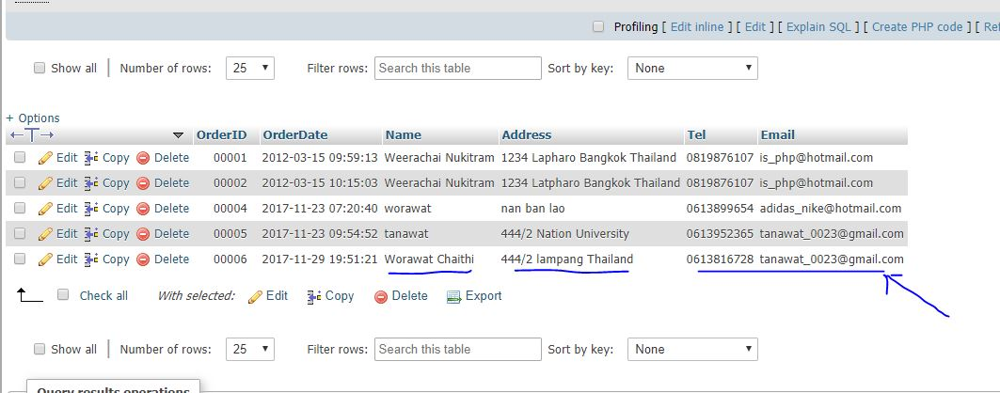 Profiling [ Edit inline ] [ Edit ] [ Explain SQL ] [ Create PHP code ] [
Show all | Number of rows: 25 Filter rows: Search this table Sort by key: None
+ Options
OrderID OrderDate Name Address Tel Email
Edit Copy Delete 00001 2012-03-15 09:59:13 Weerachai Nukitram 1234 Lapharo Bangkok Thailand 0819876107 is_php@hotmail.com
Edit Copy Delete 00002 2012-03-15 10:15:03 Weerachai Nukitram 1234 Latpharo Bangkok Thailand 0819876107 is_php@hotmail.com
Edit Copy Delete 00004 2017-11-23 07:20:40 worawat nan ban lao 0613899654 adidas_nike@hotmail.com
Edit Copy Delete 00005 2017-11-23 09:54:52 tanawat 444/2 Nation University 0613952365 tanawat_0023@gmail.com
Edit Copy Delete 00006 2017-11-29 19:51:21 Worawat Chaithi 444/2 lampang Thailand 0613816728 tanawat_0023@gmail.com
Check all With selected: Edit Copy Delete Export
Show all | Number of rows: 25 Filter rows: Search this table Sort by key: None
Query results operations